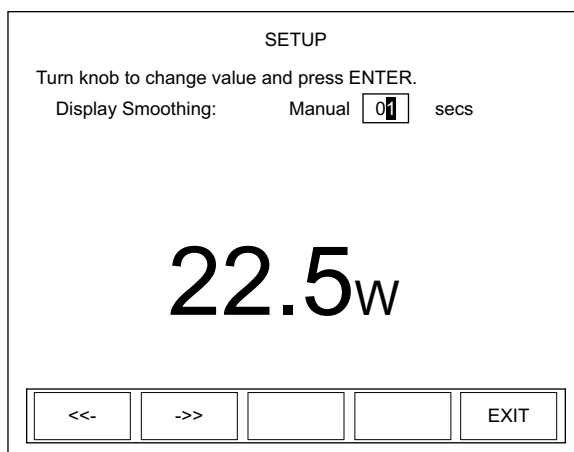 SETUP
Turn knob to change value and press ENTER.
Display Smoothing: Manual 01 secs
22.5W
<<- ->> EXIT